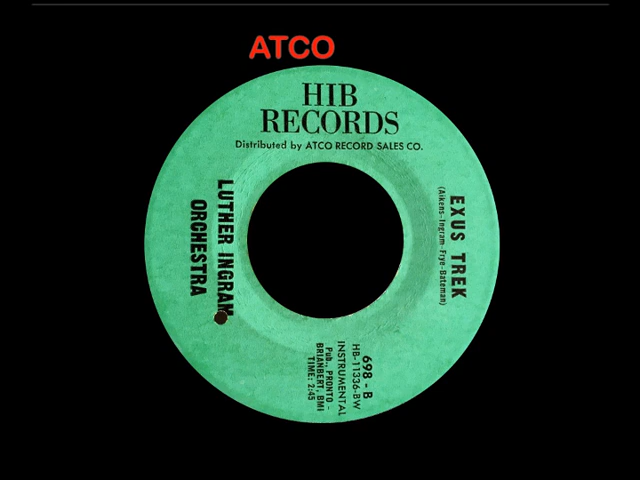 ATCO
HIB
RECORDS
Distributed by ATCO RECORD SALES CO.
LUTHER INGRAM
ORCHESTRA
EXUS TREK
(Aikens-Ingram-Frye-Bateman)
698 - B
HB-11336-BW
INSTRUMENTAL
Pub., PRONTO -
BRIANBERT, BMI
TIME: 2:45